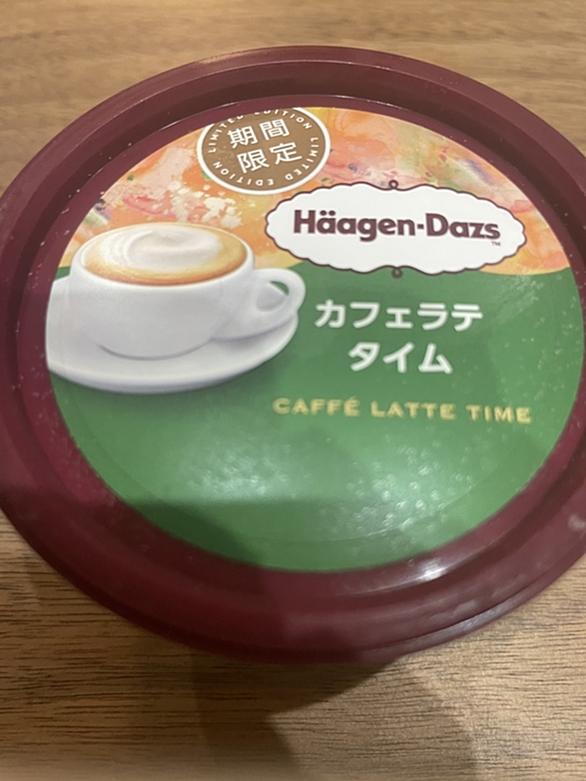 LIMITED EDITION
期間
限定
LIMITED EDITION
Häagen-Dazs
TM
カフェラテ
タイム
CAFFÉ LATTE TIME